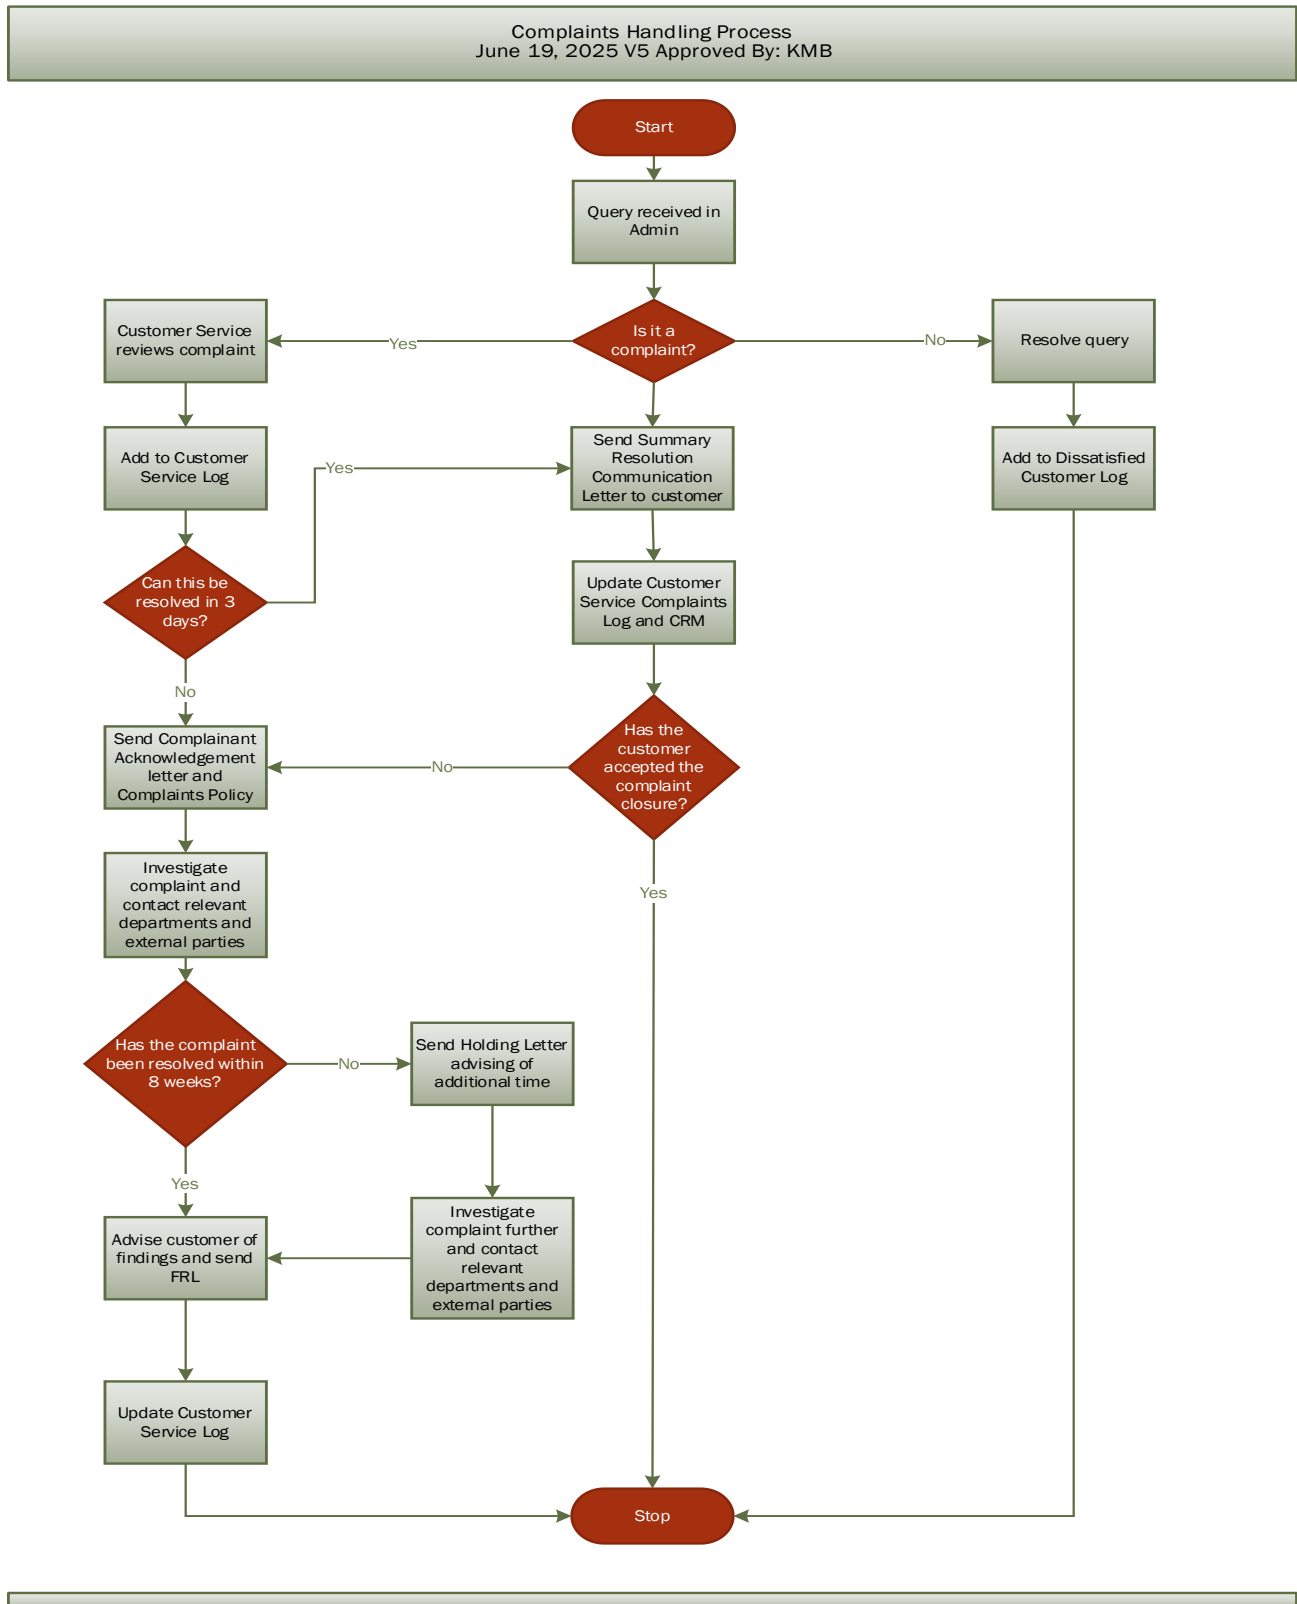 Complaints Handling Process
June 19, 2025 V5 Approved By: KMB
Start
Query received in
Admin
Is it a
complaint?
Yes
No
Customer Service
reviews complaint
Resolve query
Add to Customer
Service Log
Yes
Send Summary
Resolution
Communication
Letter to customer
Add to Dissatisfied
Customer Log
Can this be
resolved in 3
days?
Update Customer
Service Complaints
Log and CRM
No
Send Complainant
Acknowledgement
letter and
Complaints Policy
No
Has the
customer
accepted the
complaint
closure?
Investigate
complaint and
contact relevant
departments and
external parties
Yes
Has the complaint
been resolved within
8 weeks?
No
Send Holding Letter
advising of
additional time
Yes
Advise customer of
findings and send
FRL
Investigate
complaint further
and contact
relevant
departments and
external parties
Update Customer
Service Log
Stop